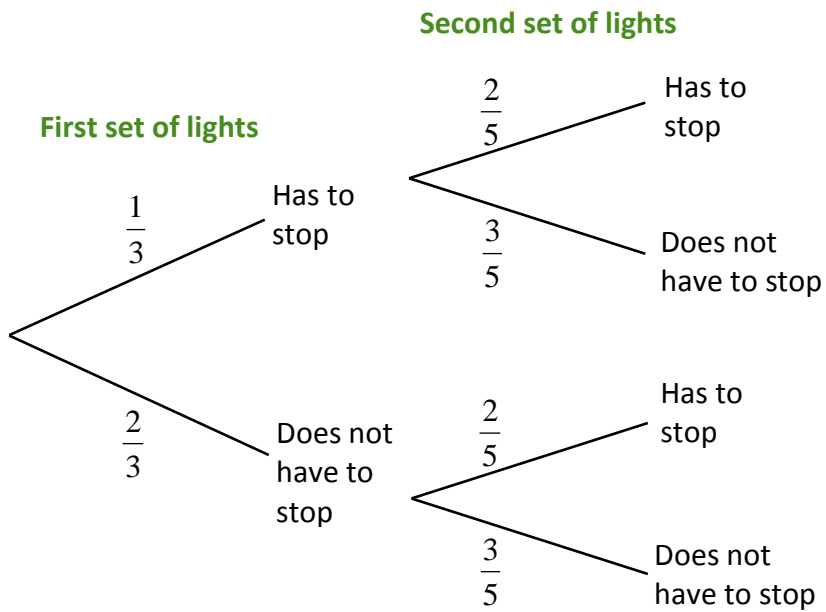 Second set of lights
First set of lights
1
3
Has to
stop
2
3
Does not
have to
stop
2
5
Has to
stop
3
5
Does not
have to stop
2
5
Has to
stop
3
5
Does not
have to stop